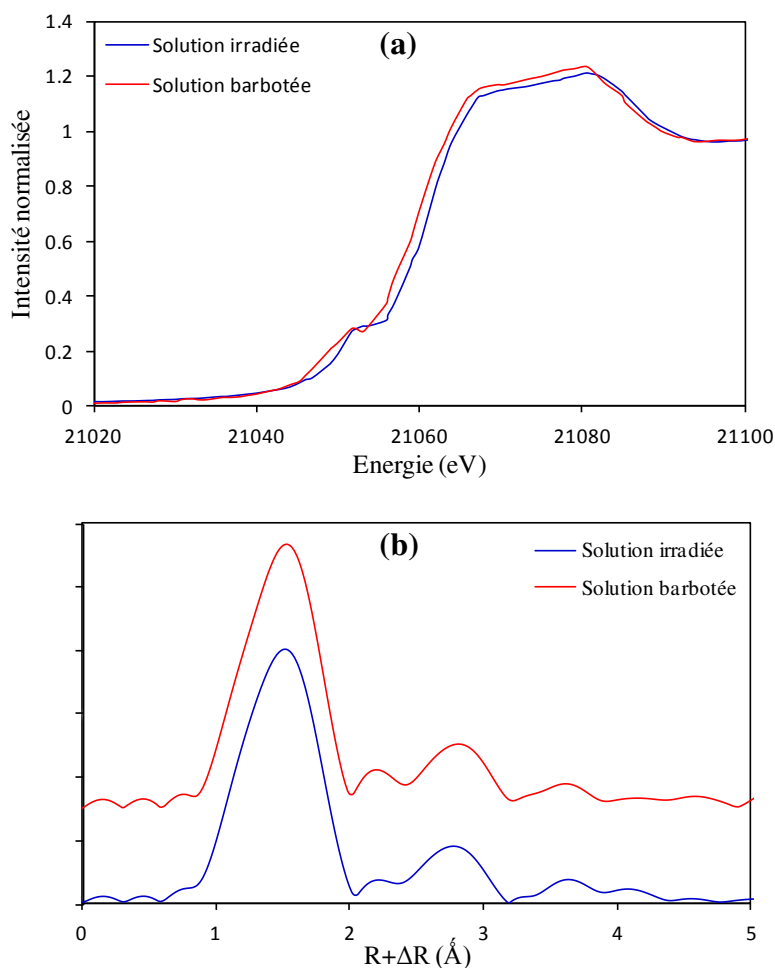 (a)
Solution irradiée
Solution barbotée
Intensité normalisée
1.4
1.2
1
0.8
0.6
0.4
0.2
0
21020 21040 21060 21080 21100
Energie (eV)
(b)
Solution irradiée
Solution barbotée
0 1 2 3 4 5
R+ΔR (Å)